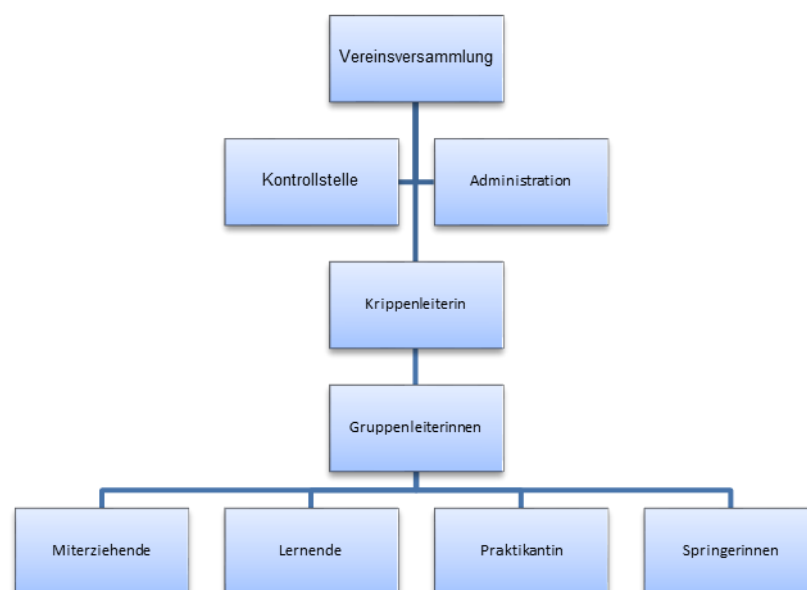 Vereinsversammlung
Kontrollstelle
Administration
Krippenleiterin
Gruppenleiterinnen
Miterziehende
Lernende
Praktikantin
Springerinnen